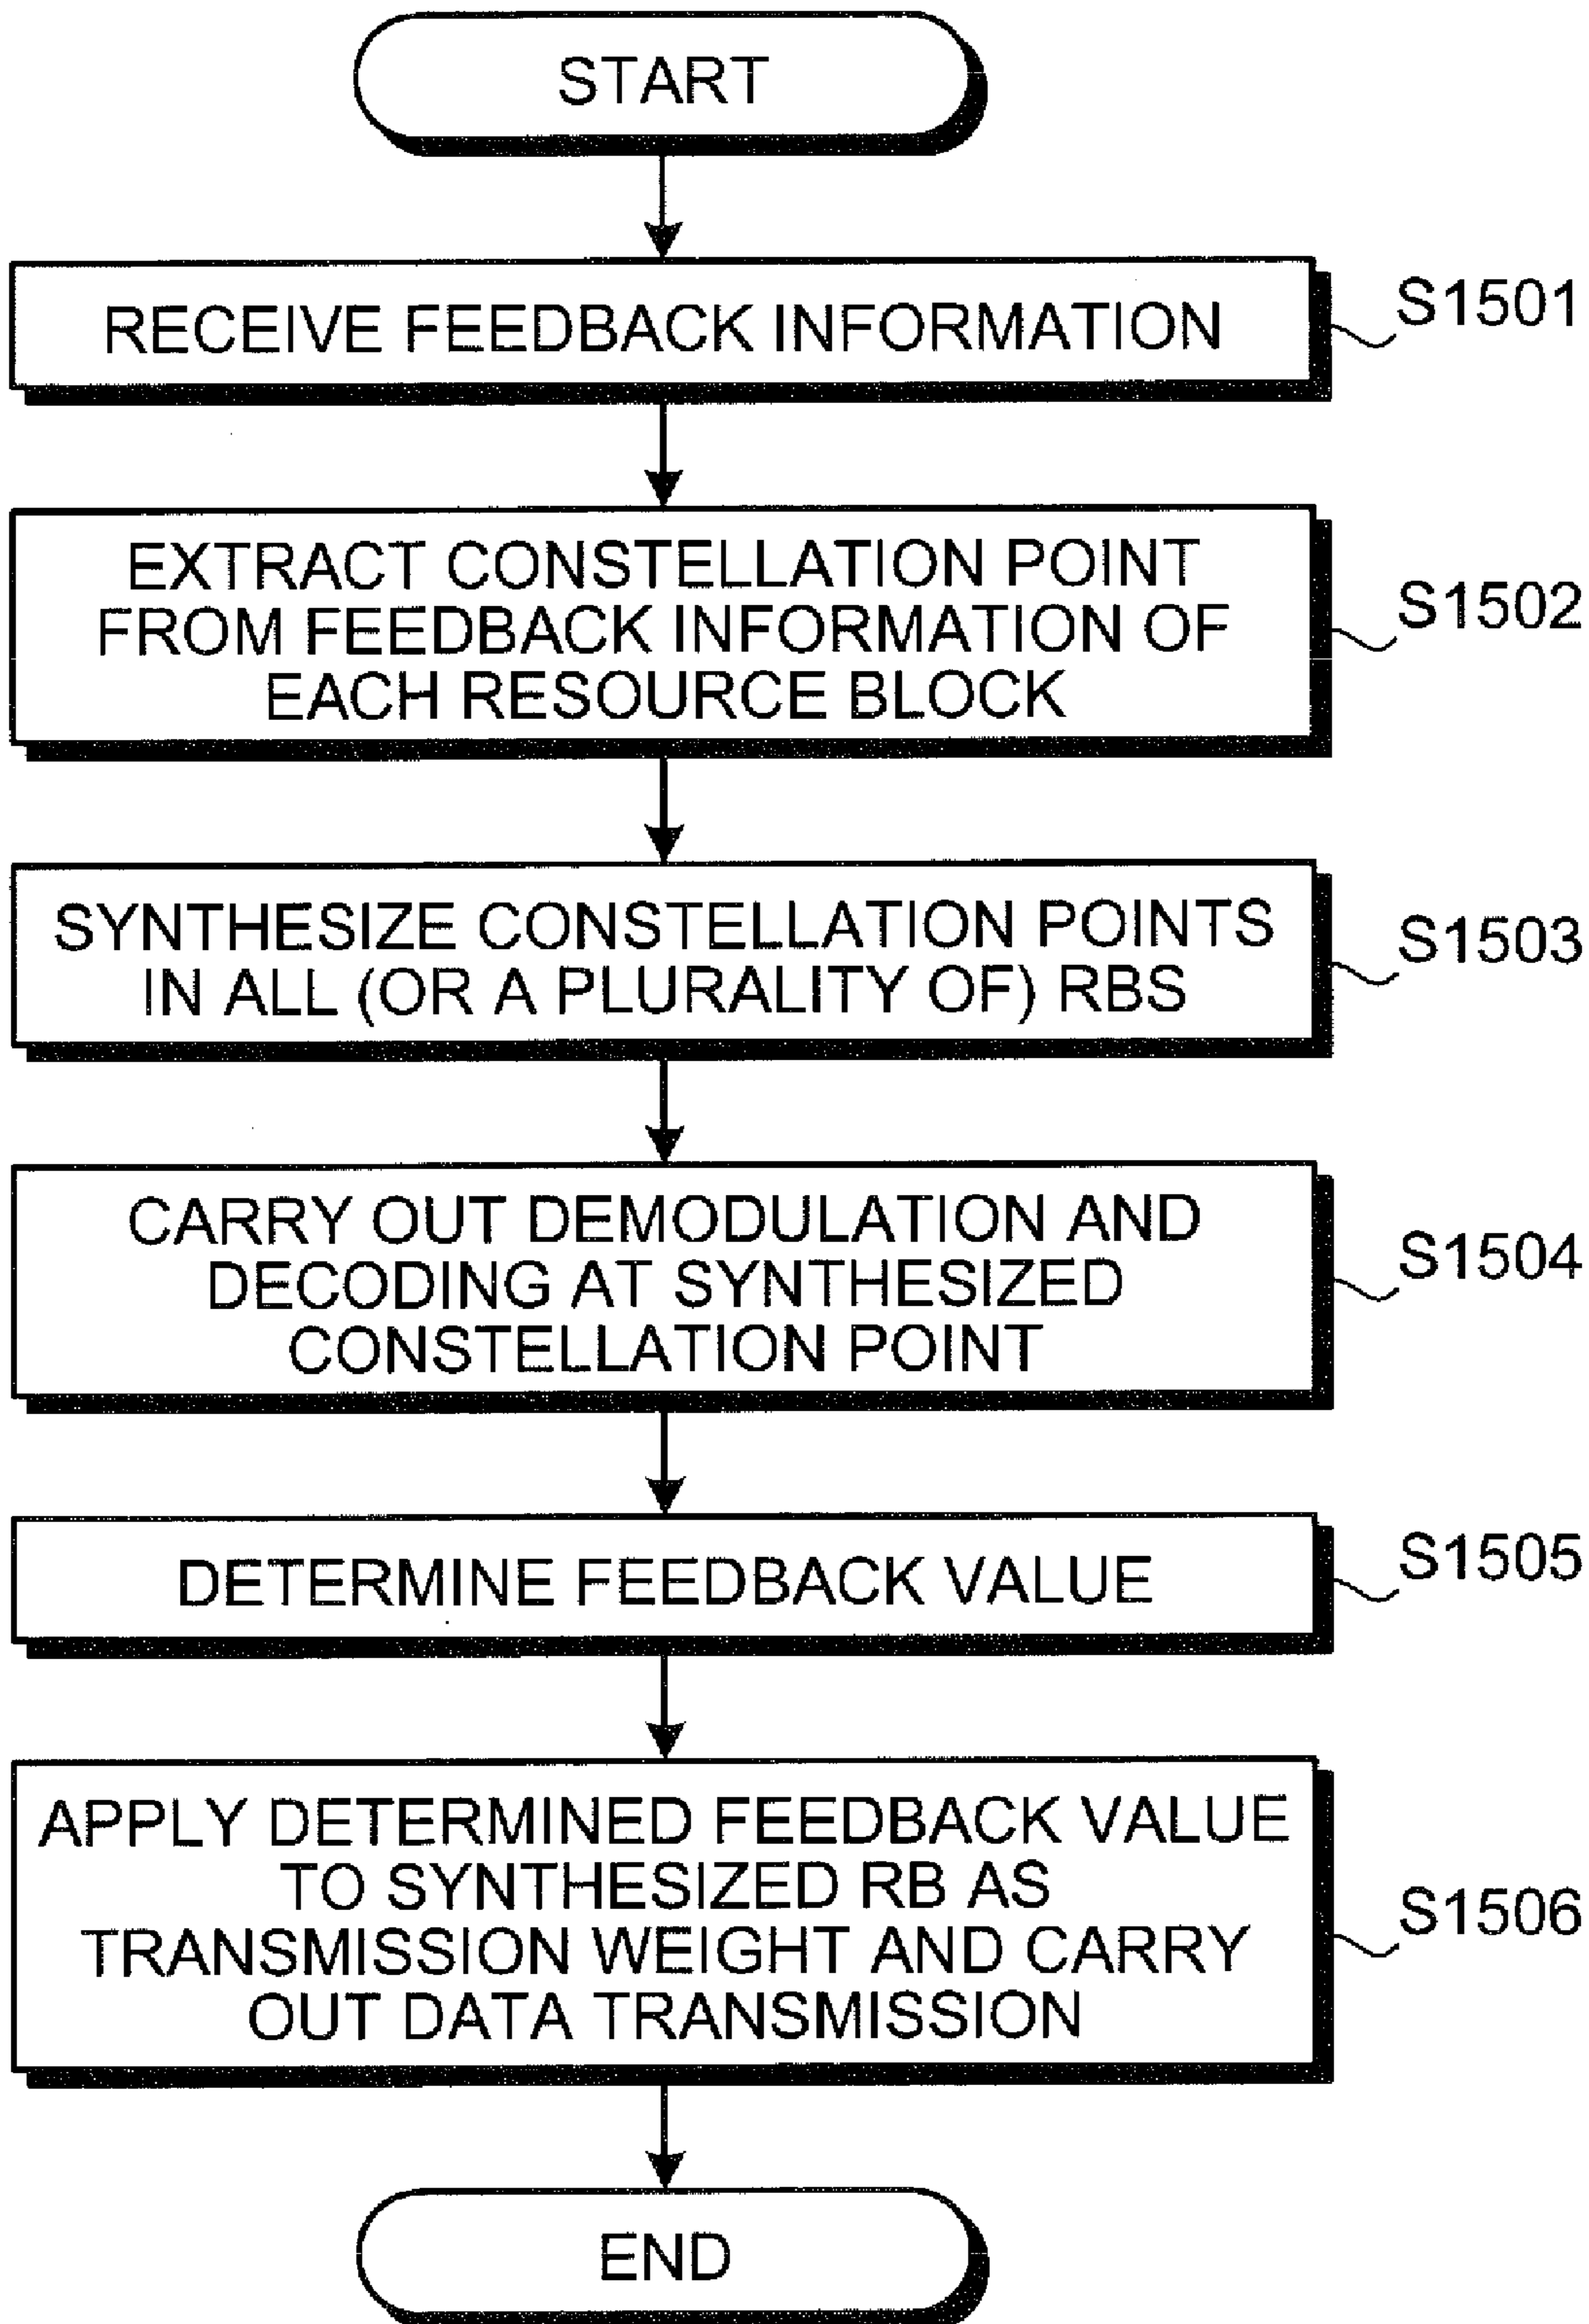 START
RECEIVE FEEDBACK INFORMATION
S1501
EXTRACT CONSTELLATION POINT
FROM FEEDBACK INFORMATION OF
EACH RESOURCE BLOCK
S1502
SYNTHESIZE CONSTELLATION POINTS
IN ALL (OR A PLURALITY OF) RBS
S1503
CARRY OUT DEMODULATION AND
DECODING AT SYNTHESIZED
CONSTELLATION POINT
S1504
DETERMINE FEEDBACK VALUE
S1505
APPLY DETERMINED FEEDBACK VALUE
TO SYNTHESIZED RB AS
TRANSMISSION WEIGHT AND CARRY
OUT DATA TRANSMISSION
S1506
END